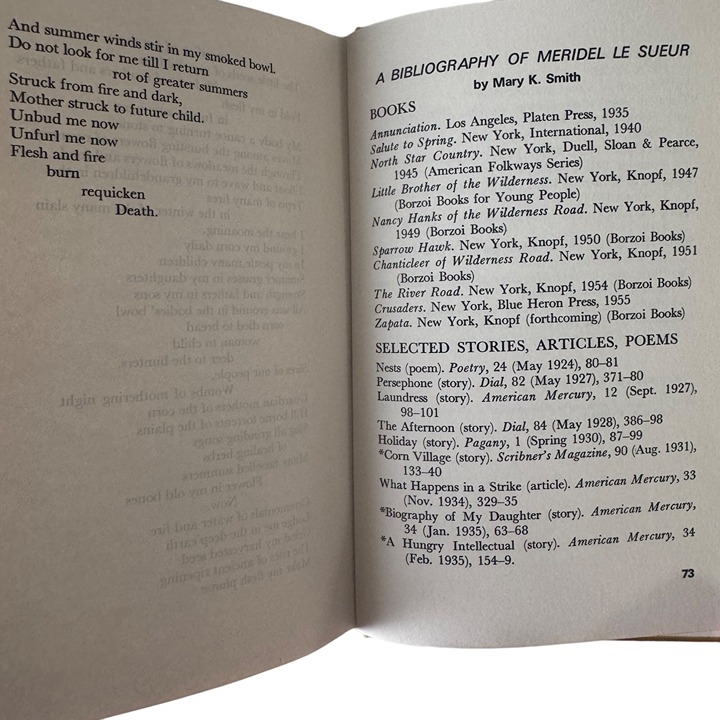 And summer winds stir in my smoked bowl.
Do not look for me till I return
rot of greater summers
Struck from fire and dark,
Mother struck to future child.
Unbud me now
Unfurl me now
Flesh and fire
burn
requicken
Death.
A BIBLIOGRAPHY OF MERIDEL LE SUEUR
by Mary K. Smith
BOOKS
Annunciation. Los Angeles, Platen Press, 1935
Salute to Spring. New York, International, 1940
North Star Country. New York, Duell, Sloan & Pearce,
1945 (American Folkways Series)
Little Brother of the Wilderness. New York, Knopf, 1947
(Borzoi Books for Young People)
Nancy Hanks of the Wilderness Road. New York, Knopf,
1949 (Borzoi Books)
Sparrow Hawk. New York, Knopf, 1950 (Borzoi Books)
Chanticleer of Wilderness Road. New York, Knopf, 1951
(Borzoi Books)
The River Road. New York, Knopf, 1954 (Borzoi Books)
Crusaders. New York, Blue Heron Press, 1955
Zapata. New York, Knopf (forthcoming) (Borzoi Books)
SELECTED STORIES, ARTICLES, POEMS
Nests (poem). Poetry, 24 (May 1924), 80–81
Persephone (story). Dial, 82 (May 1927), 371–80
Laundress (story). American Mercury, 12 (Sept. 1927),
98–101
The Afternoon (story). Dial, 84 (May 1928), 386–98
Holiday (story). Pagany, 1 (Spring 1930), 87–99
*Corn Village (story). Scribner's Magazine, 90 (Aug. 1931),
133–40
What Happens in a Strike (article). American Mercury, 33
(Nov. 1934), 329–35
*Biography of My Daughter (story). American Mercury,
34 (Jan. 1935), 63–68
*A Hungry Intellectual (story). American Mercury, 34
(Feb. 1935), 154–9.
73